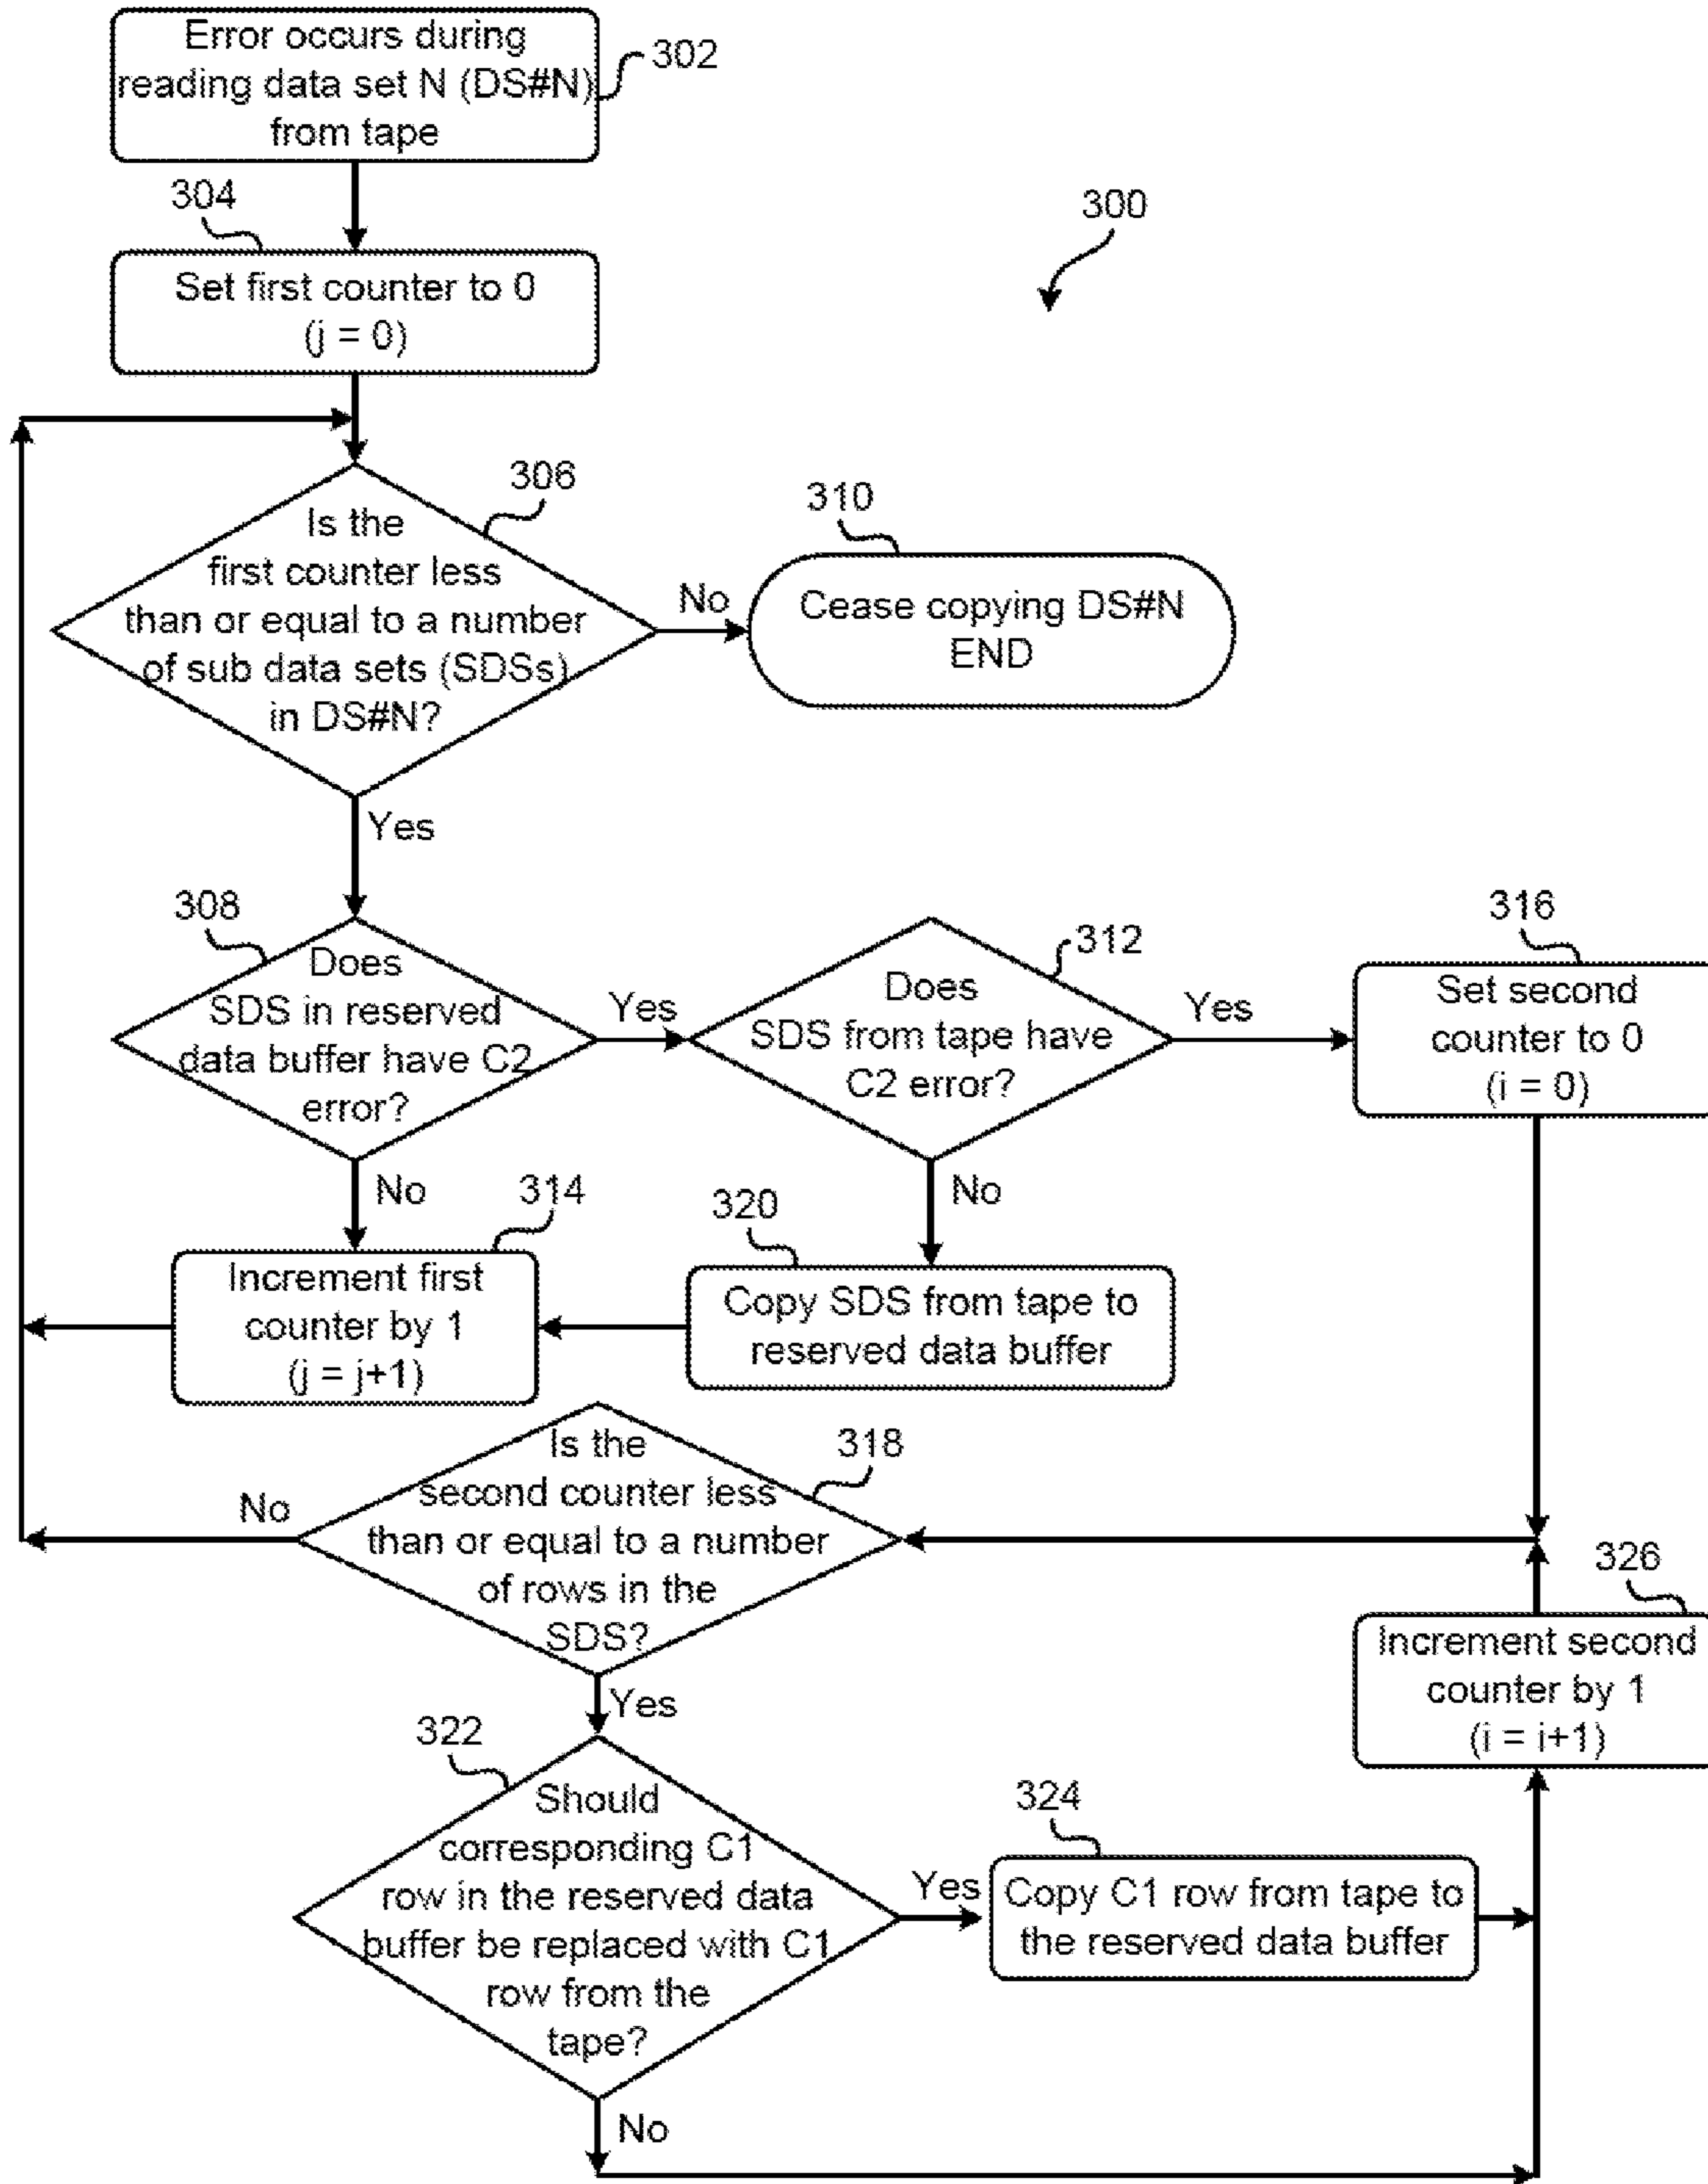 Error occurs during
reading data set N (DS#N)
from tape
302
304
Set first counter to 0
(j = 0)
300
306
Is the
first counter less
than or equal to a number
of sub data sets (SDSs)
in DS#N?
No
310
Cease copying DS#N
END
Yes
308
Does
SDS in reserved
data buffer have C2
error?
Yes
312
Does
SDS from tape have
C2 error?
Yes
316
Set second
counter to 0
(i = 0)
No
314
Increment first
counter by 1
(j = j+1)
No
320
Copy SDS from tape to
reserved data buffer
318
Is the
second counter less
than or equal to a number
of rows in the
SDS?
No
326
Increment second
counter by 1
(i = i+1)
Yes
322
Should
corresponding C1
row in the reserved data
buffer be replaced with C1
row from the
tape?
Yes
324
Copy C1 row from tape to
the reserved data buffer
No